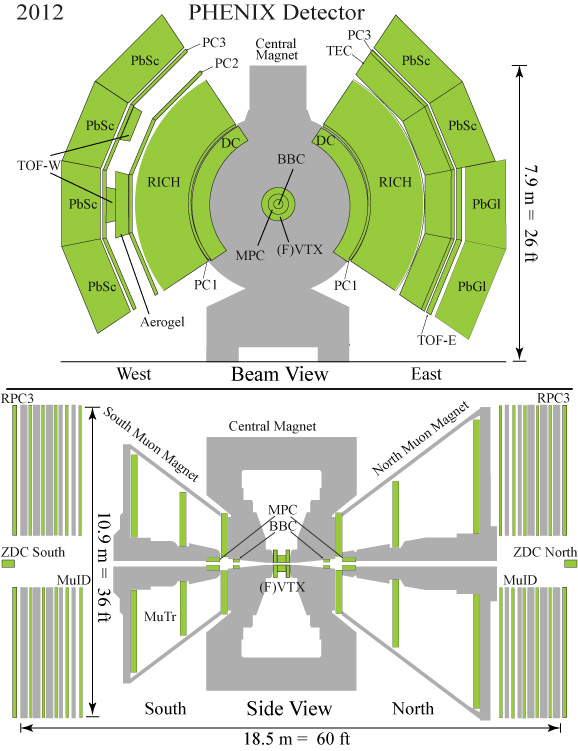 2012
PHENIX Detector
Central
Magnet
PC3
PC2
TEC
PC3
PbSc
PbSc
PbSc
PbSc
DC
DC
BBC
TOF-W
RICH
RICH
PbSc
PbGl
MPC
(F)VTX
7.9 m = 26 ft
PbSc
PbGl
PC1
PC1
Aerogel
TOF-E
West
Beam View
East
RPC3
RPC3
South Muon Magnet
Central Magnet
North Muon Magnet
MPC
BBC
10.9 m = 36 ft
ZDC South
ZDC North
MuID
MuID
(F)VTX
MuTr
South
Side View
North
18.5 m = 60 ft